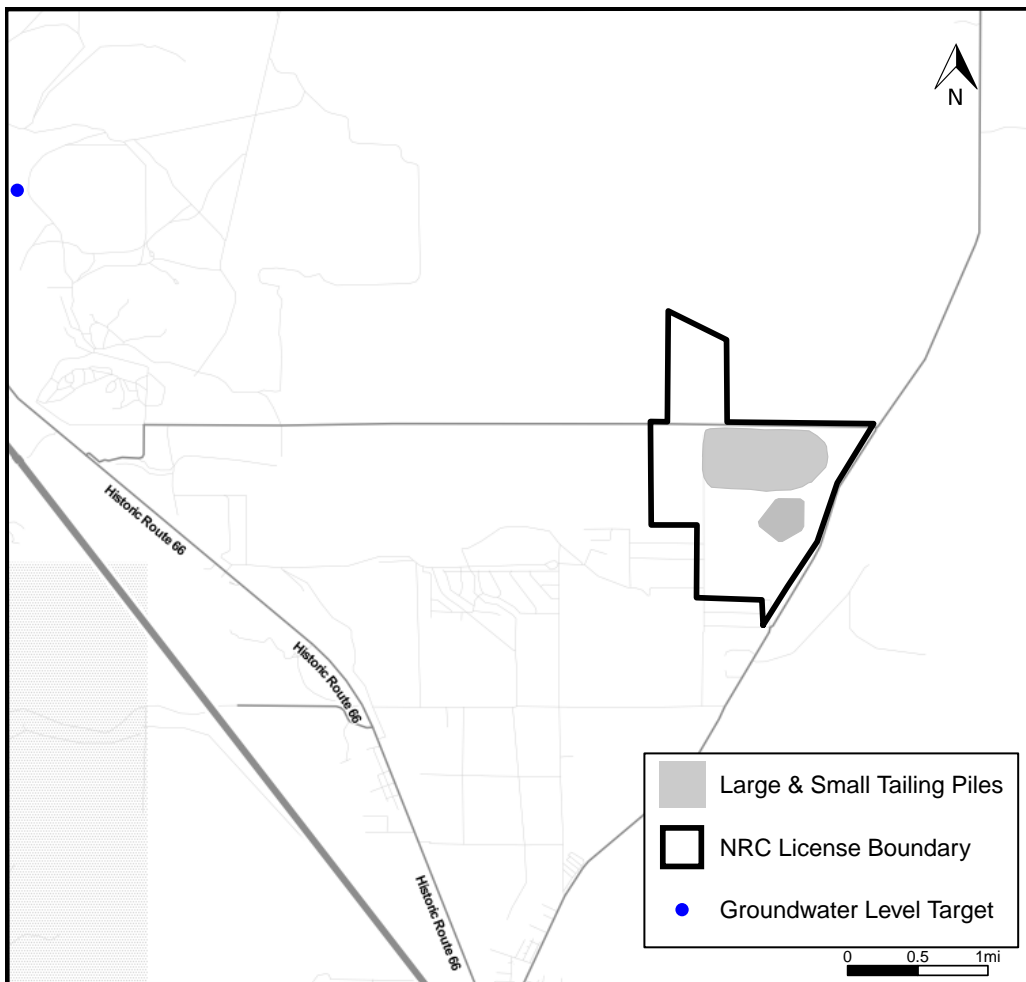 N
Historic Route 66
Historic Route 66
Historic Route 66
Large & Small Tailing Piles
NRC License Boundary
Groundwater Level Target
0 0.5 1mi